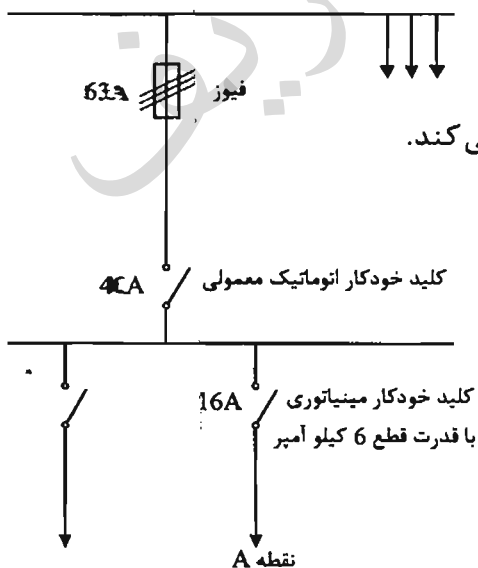 63A
فیوز
ی کند.
40A
کلید خودکار اتوماتیک معمولی
16A
کلید خودکار مینیاتوری
با قدرت قطع 6 کیلو آمپر
نقطه A